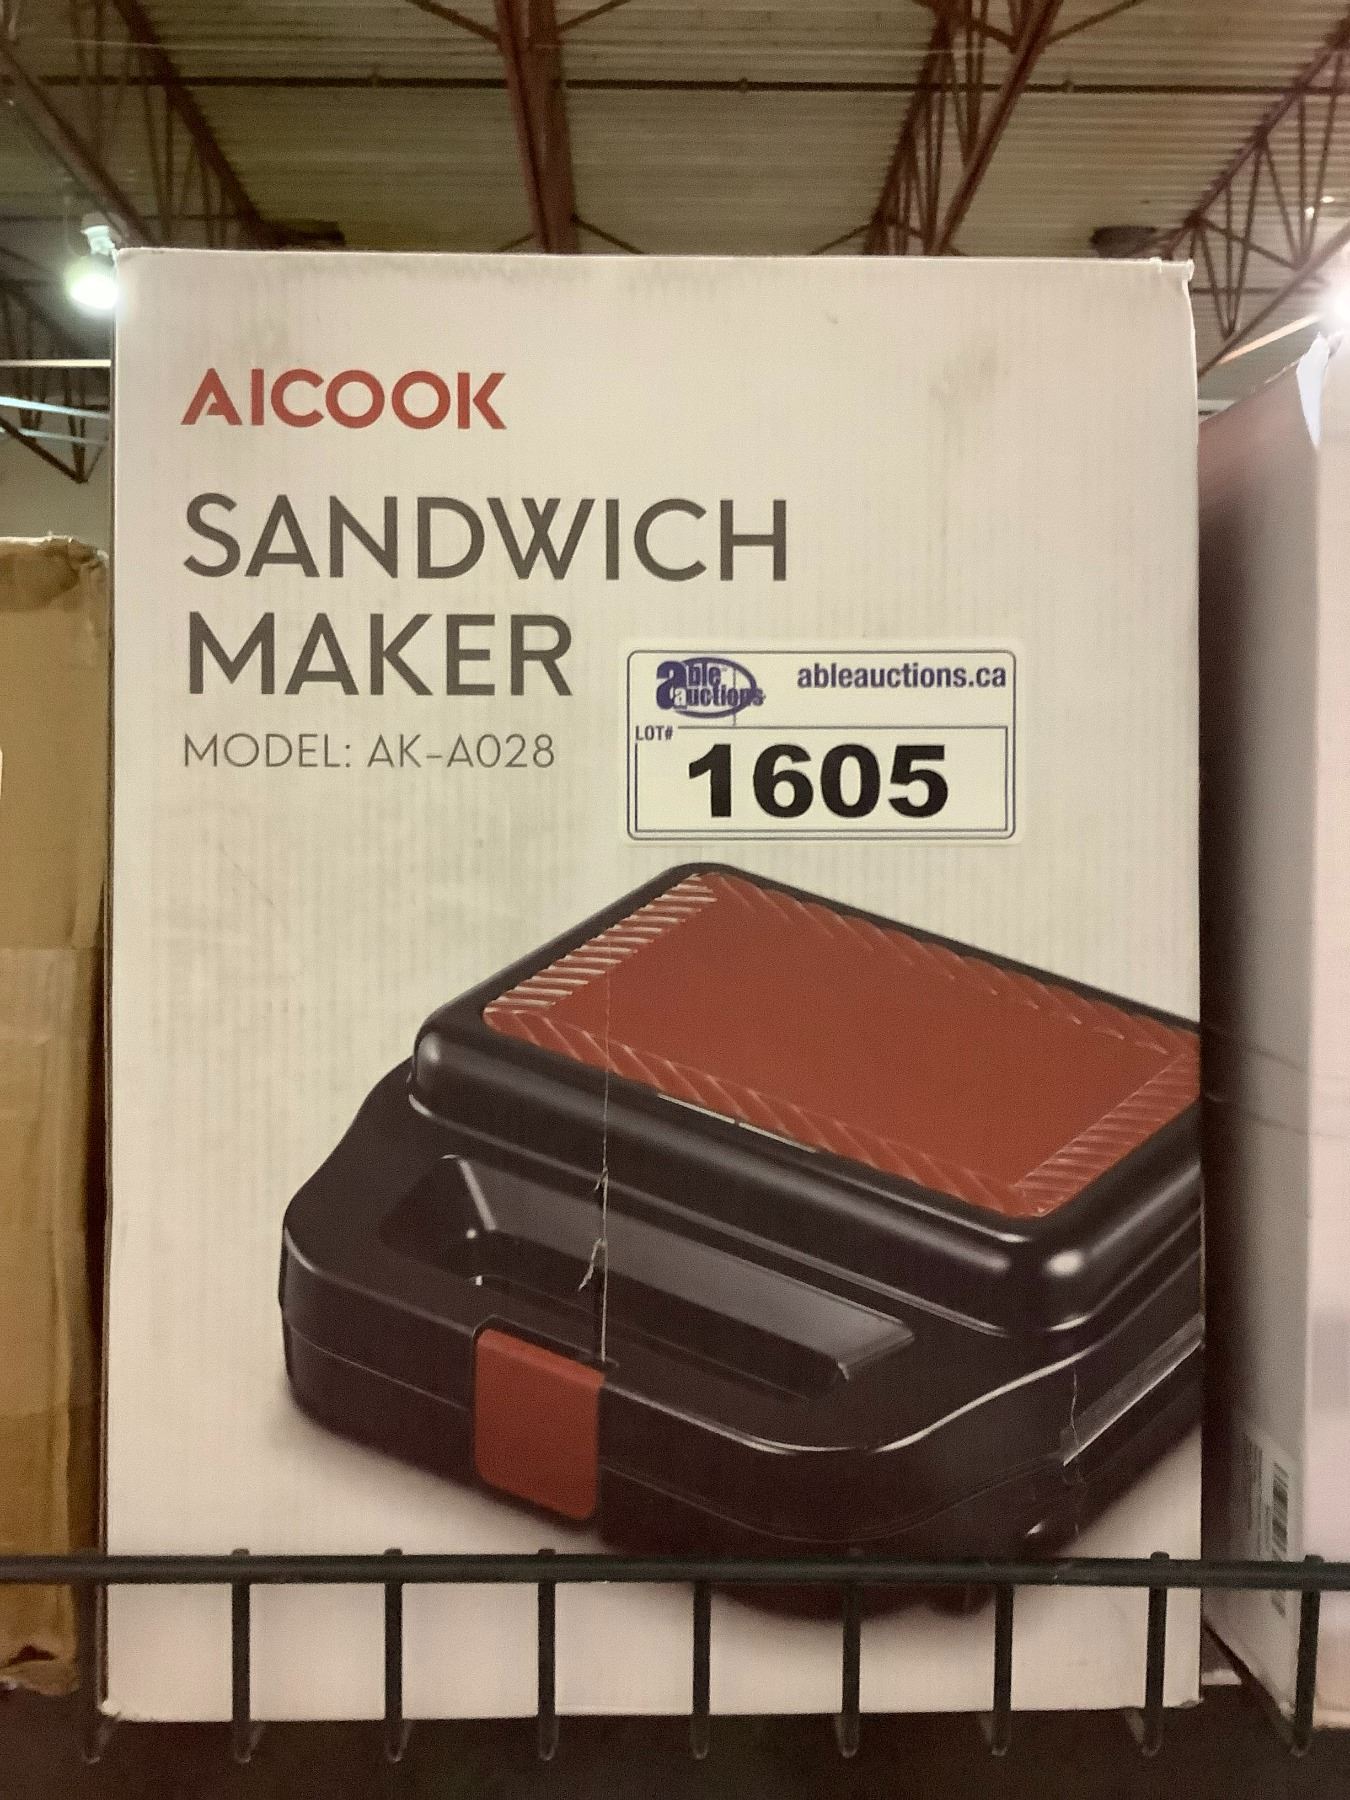 AICOOK
SANDWICH
MAKER
MODEL: AK-A028
able auctions
ableauctions.ca
LOT#
1605